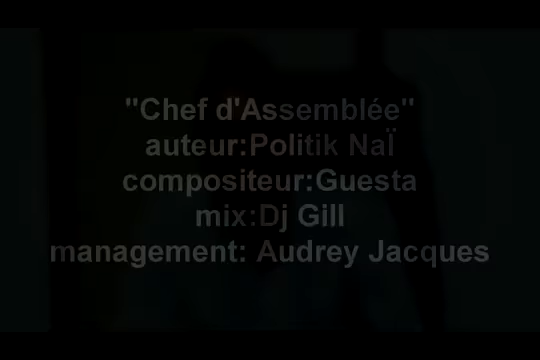 "Chef d'Assemblée"
auteur:Politik NaÏ
compositeur:Guesta
mix:Dj Gill
management: Audrey Jacques